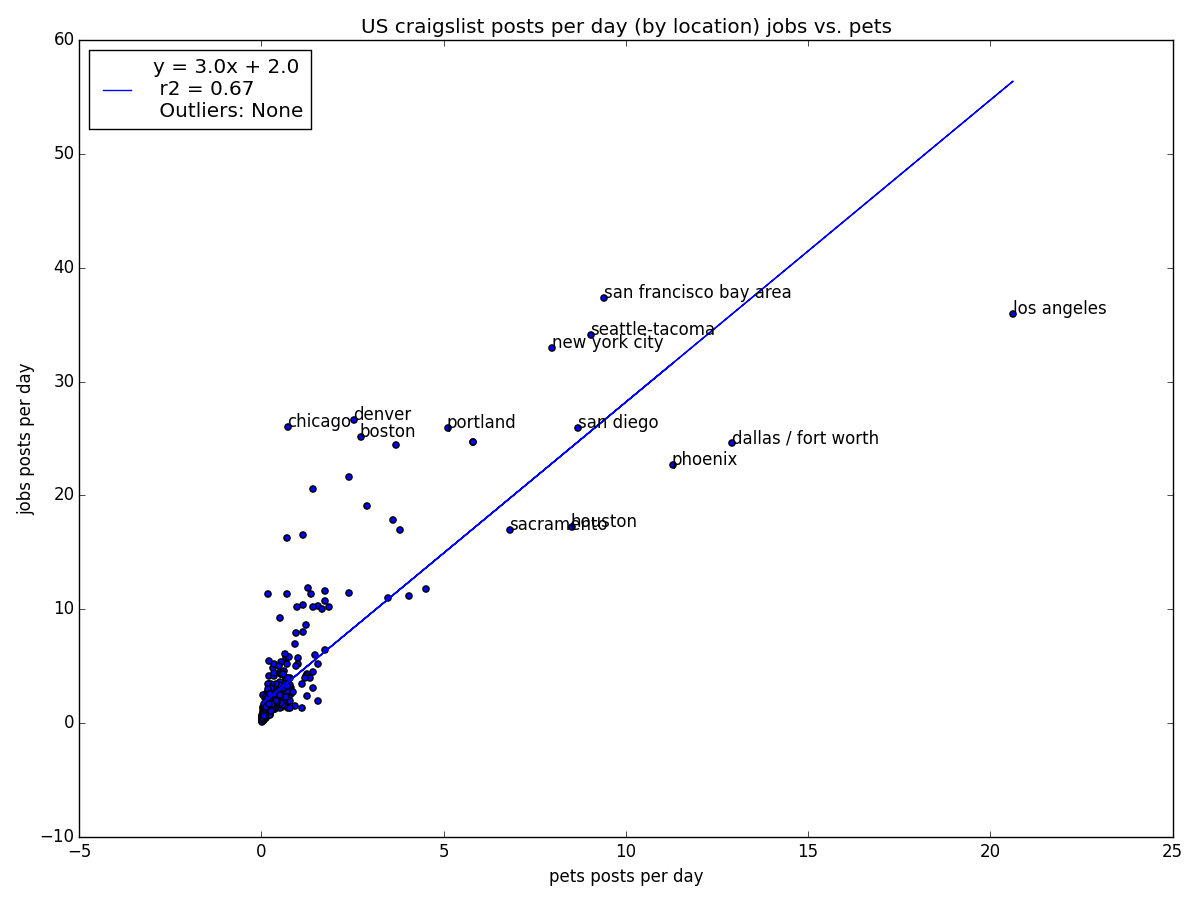 US craigslist posts per day (by location) jobs vs. pets
y = 3.0x + 2.0
r2 = 0.67
Outliers: None
60
50
40
30
20
10
0
−10
jobs posts per day
san francisco bay area
los angeles
seattle-tacoma
new york city
denver
chicago
boston
portland
san diego
dallas / fort worth
phoenix
houston
sacramento
−5
0
5
10
15
20
25
pets posts per day